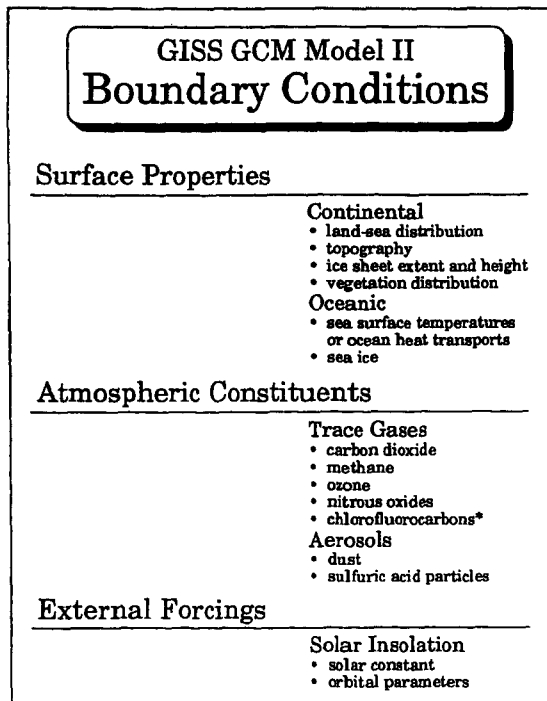 GISS GCM Model II
Boundary Conditions
Surface Properties
Continental
• land-sea distribution
• topography
• ice sheet extent and height
• vegetation distribution
Oceanic
• sea surface temperatures
or ocean heat transports
• sea ice
Atmospheric Constituents
Trace Gases
• carbon dioxide
• methane
• ozone
• nitrous oxides
• chlorofluorocarbons*
Aerosols
• dust
• sulfuric acid particles
External Forcings
Solar Insolation
• solar constant
• orbital parameters